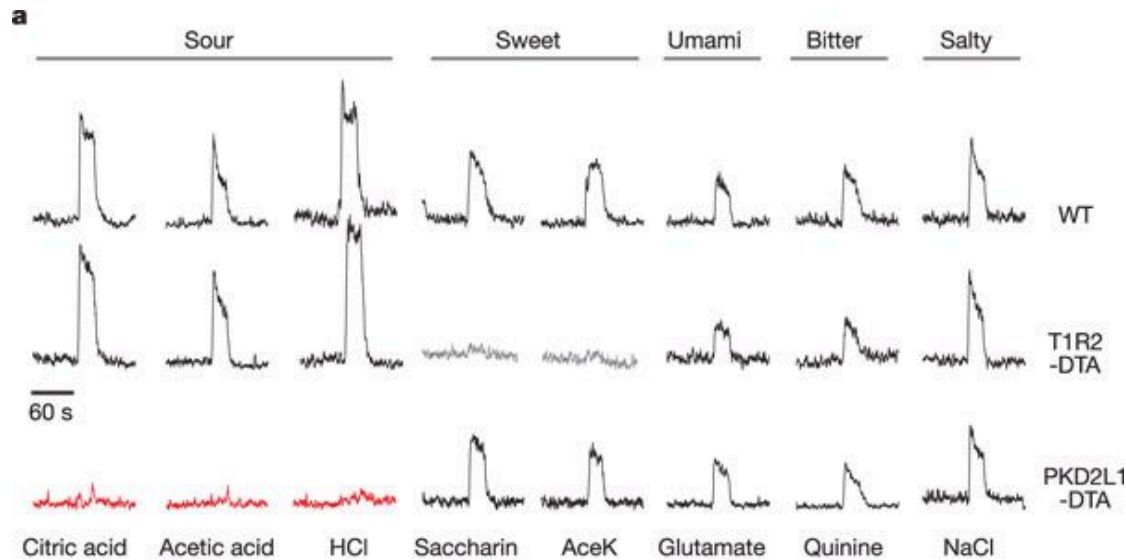 a
Sour Sweet Umami Bitter Salty
WT
T1R2
-DTA
60 s
PKD2L1
-DTA
Citric acid Acetic acid HCl Saccharin AceK Glutamate Quinine NaCl